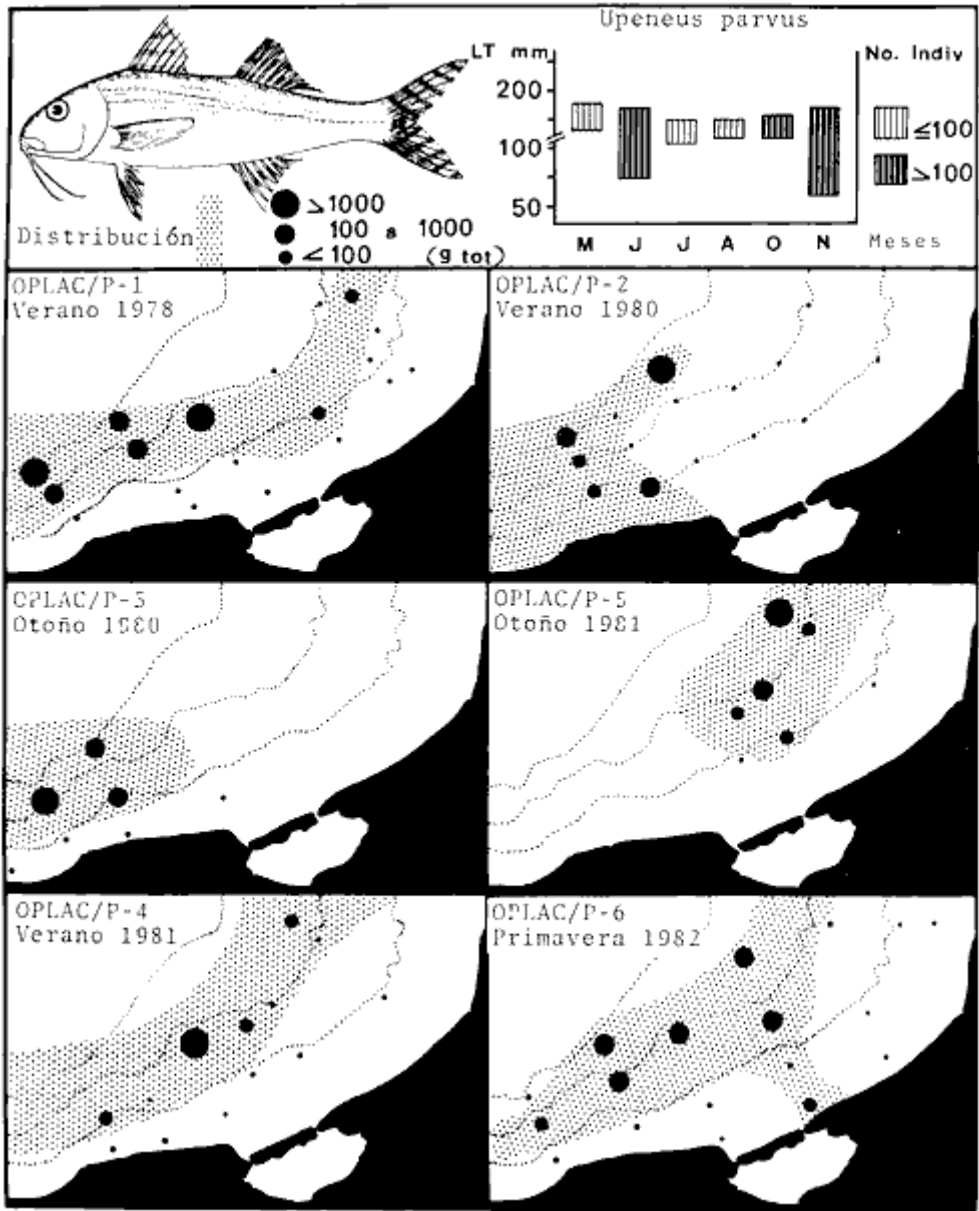 Upeneus parvus
LT mm
200
100
50
M J J A O N
Meses
No. Indiv
≤100
>100
Distribución
>1000
100 a 1000
≤100 (g tot)
OPLAC/P-1
Verano 1978
OPLAC/P-2
Verano 1980
OPLAC/P-3
Otoño 1980
OPLAC/P-5
Otoño 1981
OPLAC/P-4
Verano 1981
OPLAC/P-6
Primavera 1982